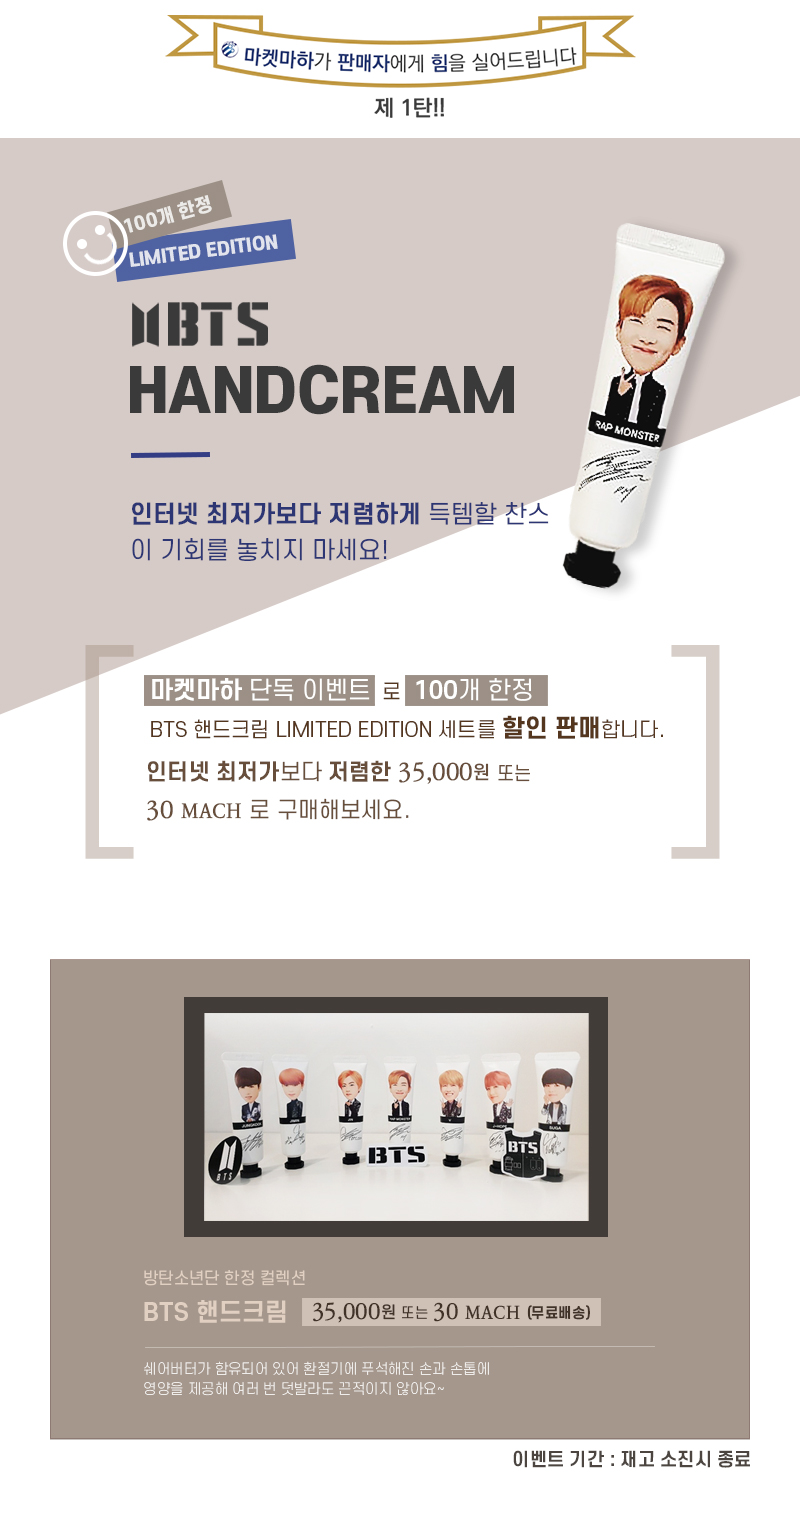 마켓마하가 판매자에게 힘을 실어드립니다
제 1탄!!
100개 한정
LIMITED EDITION
BTS
HANDCREAM
RAP MONSTER
RM
인터넷 최저가보다 저렴하게 득템할 찬스
이 기회를 놓치지 마세요!
마켓마하 단독 이벤트 로 100개 한정
BTS 핸드크림 LIMITED EDITION 세트를 할인 판매합니다.
인터넷 최저가보다 저렴한 35,000원 또는
30 MACH 로 구매해보세요.
JUNGKOOK
JIMIN
JIN
RAP MONSTER
V
J-HOPE
SUGA
BTS
BTS
BTS
방탄소년단 한정 컬렉션
BTS 핸드크림 35,000원 또는 30 MACH (무료배송)
쉐어버터가 함유되어 있어 환절기에 푸석해진 손과 손톱에
영양을 제공해 여러 번 덧발라도 끈적이지 않아요~
이벤트 기간 : 재고 소진시 종료